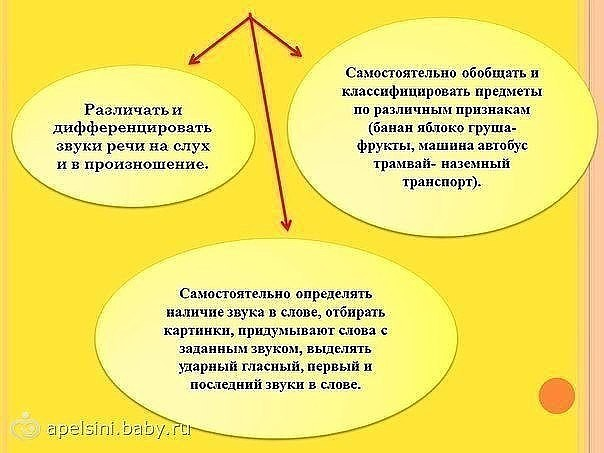 Различать и
дифференцировать
звуки речи на слух
и в произношение.
Самостоятельно обобщать и
классифицировать предметы
по различным признакам
(банан яблоко груша-
фрукты, машина автобус
трамвай- наземный
транспорт).
Самостоятельно определять
наличие звука в слове, отбирать
картинки, придумывают слова с
заданным звуком, выделять
ударный гласный, первый и
последний звуки в слове.
apelsini.baby.ru